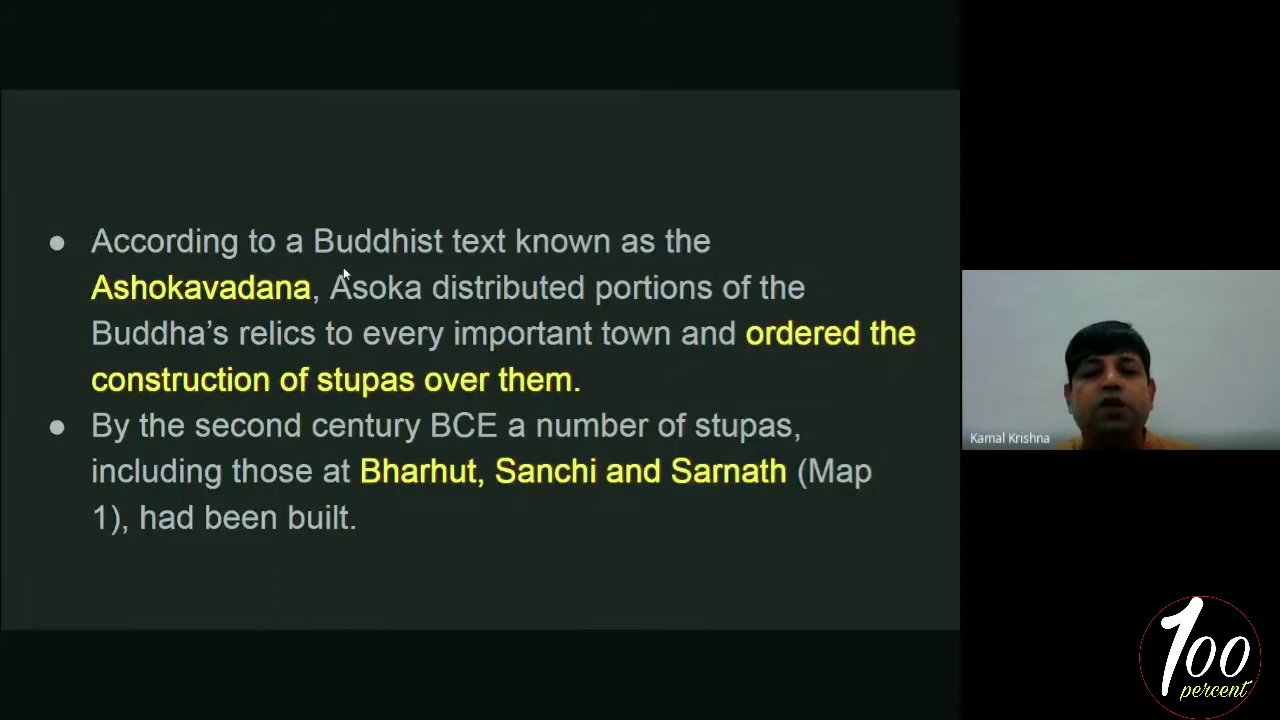 ● According to a Buddhist text known as the
Ashokavadana, Asoka distributed portions of the
Buddha’s relics to every important town and ordered the
construction of stupas over them.
● By the second century BCE a number of stupas,
including those at Bharhut, Sanchi and Sarnath (Map
1), had been built.
Kamal Krishna
100
percent